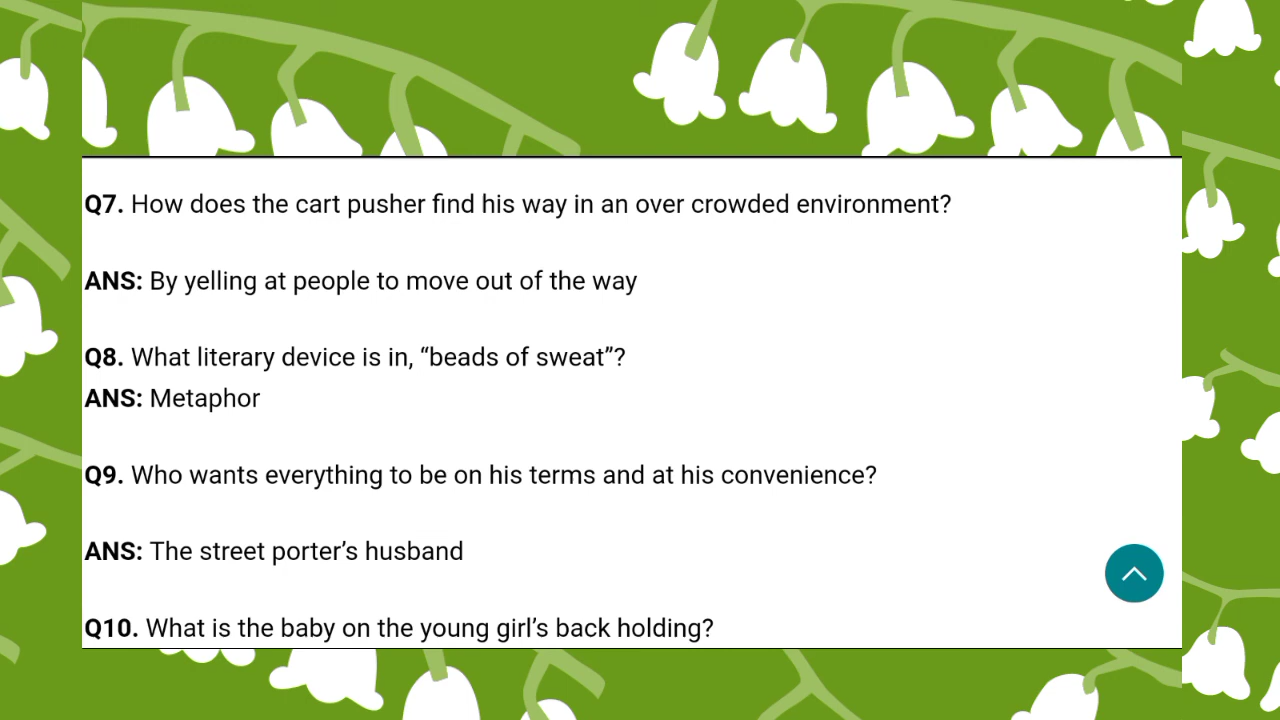 Q7. How does the cart pusher find his way in an over crowded environment?
ANS: By yelling at people to move out of the way
Q8. What literary device is in, “beads of sweat”?
ANS: Metaphor
Q9. Who wants everything to be on his terms and at his convenience?
ANS: The street porter’s husband
Q10. What is the baby on the young girl’s back holding?